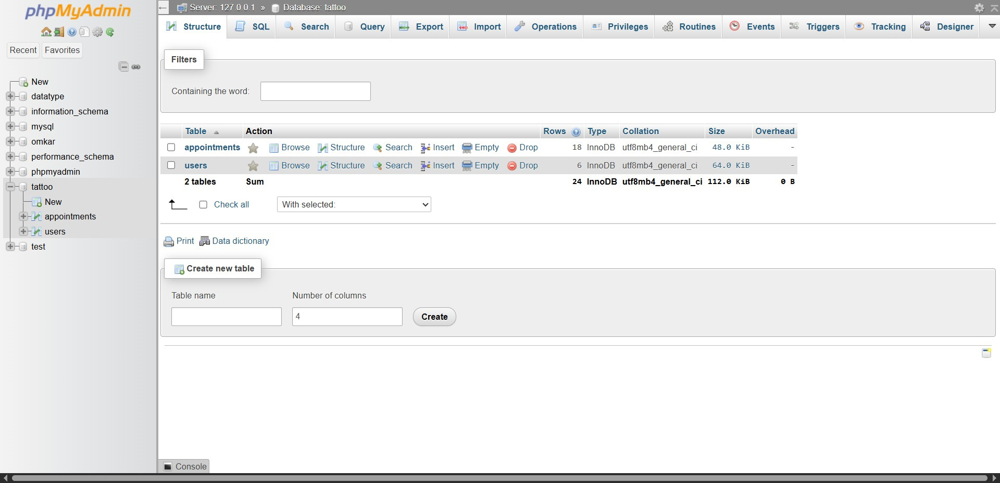 phpMyAdmin
Recent Favorites
New
datatype
information_schema
mysql
omkar
performance_schema
phpmyadmin
tattoo
New
appointments
users
test
Server: 127.0.0.1 » Database: tattoo
Structure SQL Search Query Export Import Operations Privileges Routines Events Triggers Tracking Designer
Filters
Containing the word:
Table Action Rows Type Collation Size Overhead
appointments Browse Structure Search Insert Empty Drop 18 InnoDB utf8mb4_general_ci 48.0 KiB -
users Browse Structure Search Insert Empty Drop 6 InnoDB utf8mb4_general_ci 64.0 KiB -
2 tables Sum 24 InnoDB utf8mb4_general_ci 112.0 KiB 0 B
Check all With selected:
Print Data dictionary
Create new table
Table name Number of columns
4 Create
Console